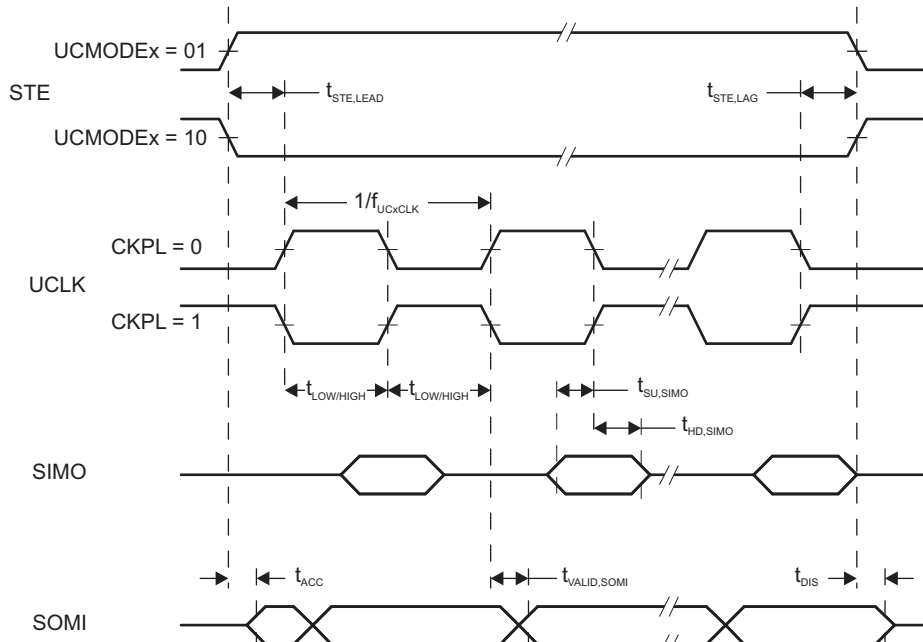 UCMODEx = 01
STE
tSTE,LEAD
tSTE,LAG
UCMODEx = 10
1/fUCxCLK
CKPL = 0
UCLK
CKPL = 1
tLOW/HIGH
tLOW/HIGH
tSU,SIMO
tHD,SIMO
SIMO
tACC
tVALID,SOMI
tDIS
SOMI